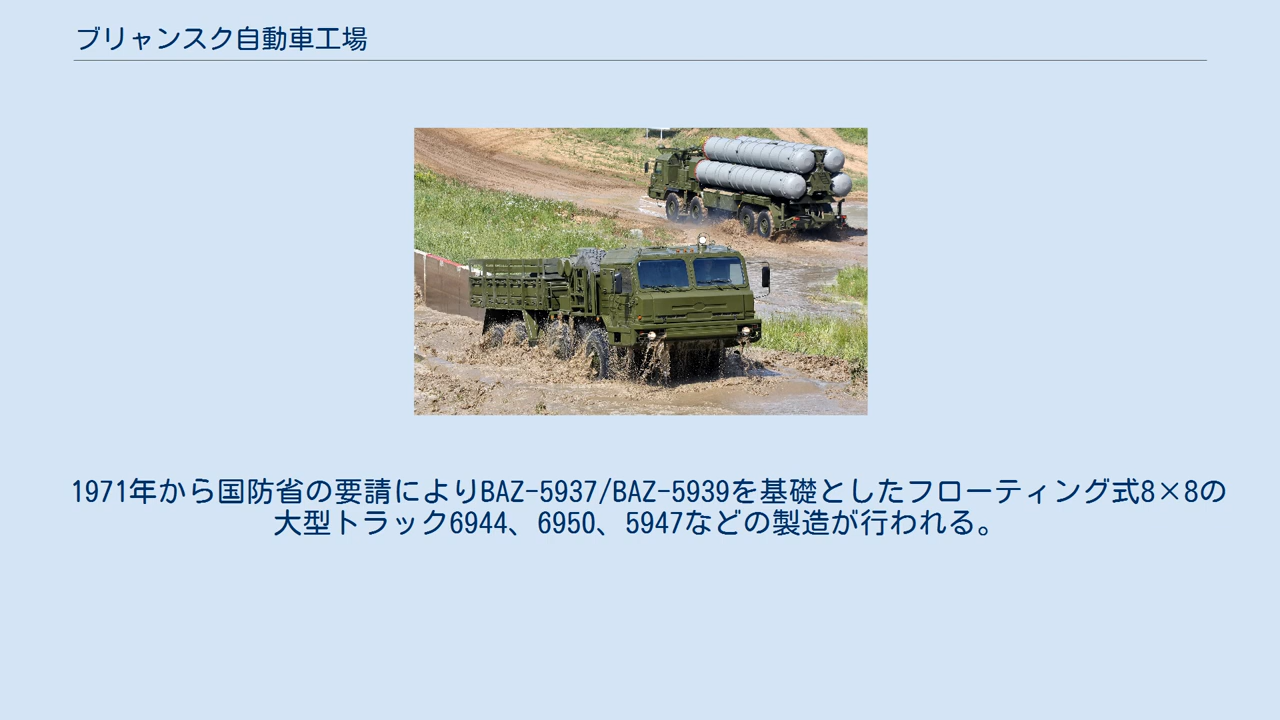 ブリャンスク自動車工場
1971年から国防省の要請によりBAZ-5937/BAZ-5939を基礎としたフローティング式8×8の
大型トラック6944、6950、5947などの製造が行われる。